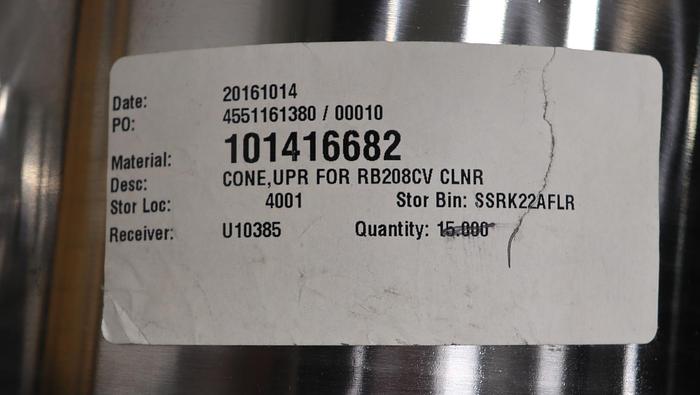 Date: 20161014
PO: 4551161380 / 00010
Material: 101416682
Desc: CONE,UPR FOR RB208CV CLNR
Stor Loc: 4001 Stor Bin: SSRK22AFLR
Receiver: U10385 Quantity: 15.000